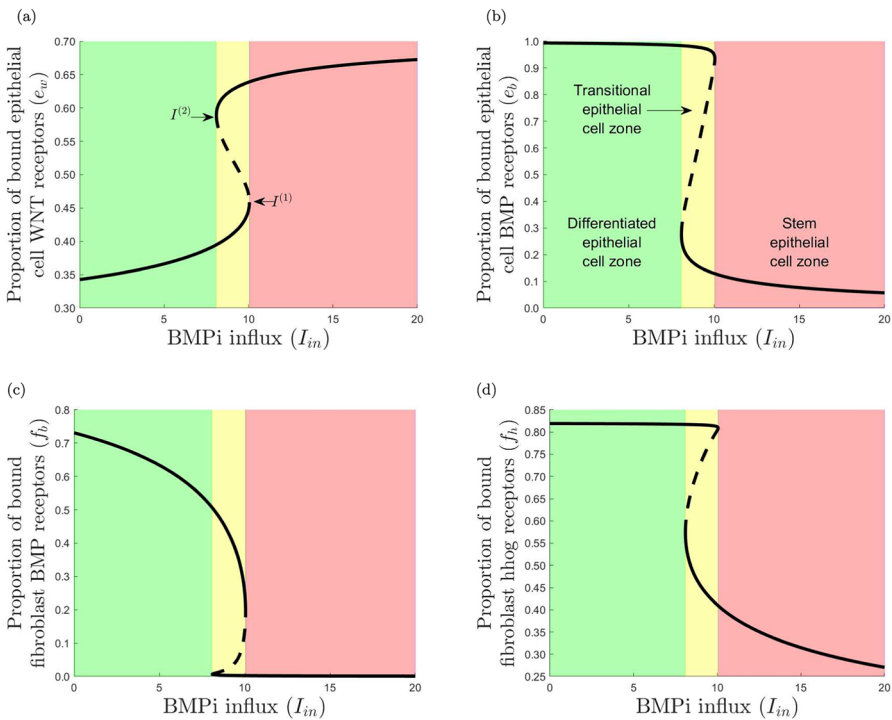 (a)
Proportion of bound epithelial
cell WNT receptors (e_w)
0.70
0.65
0.60
0.55
0.50
0.45
0.40
0.35
0.30
I^(2)
I^(1)
0 5 10 15 20
BMPi influx (I_in)
(b)
Proportion of bound epithelial
cell BMP receptors (e_b)
1.0
0.9
0.8
0.7
0.6
0.5
0.4
0.3
0.2
0.1
0.0
Transitional
epithelial
cell zone
Differentiated
epithelial
cell zone
Stem
epithelial
cell zone
0 5 10 15 20
BMPi influx (I_in)
(c)
Proportion of bound
fibroblast BMP receptors (f_b)
0.8
0.7
0.6
0.5
0.4
0.3
0.2
0.1
0.0
0 5 10 15 20
BMPi influx (I_in)
(d)
Proportion of bound
fibroblast hhog receptors (f_h)
0.85
0.80
0.75
0.70
0.65
0.60
0.55
0.50
0.45
0.40
0.35
0.30
0.25
0 5 10 15 20
BMPi influx (I_in)